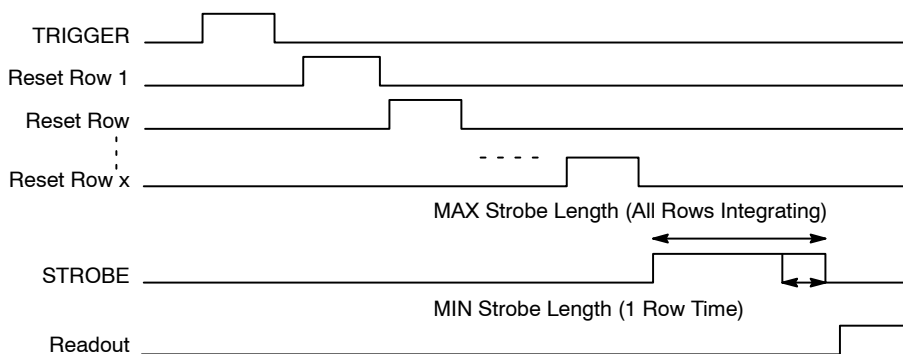 TRIGGER
Reset Row 1
Reset Row
Reset Row x
MAX Strobe Length (All Rows Integrating)
STROBE
MIN Strobe Length (1 Row Time)
Readout